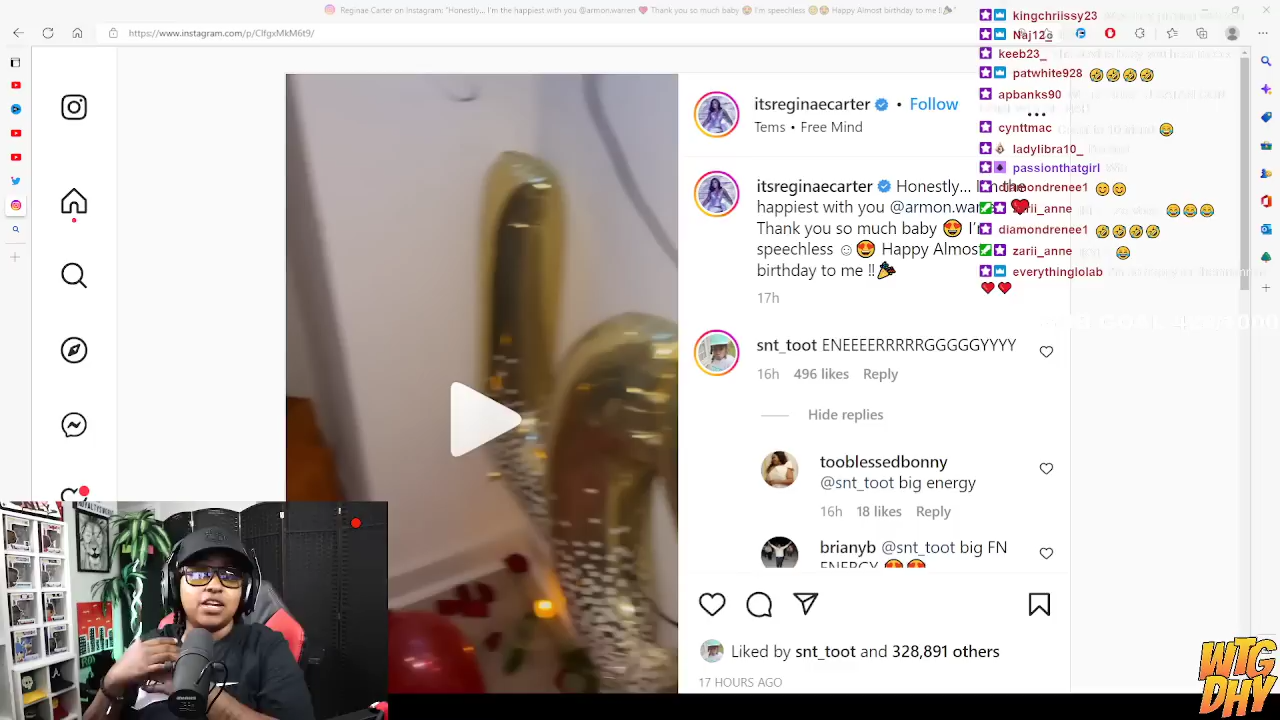 Reginae Carter on Instagram: "Honestly... I'm the happiest with you @armon.warren ❤️ Thank you so much baby 😍 I'm speechless ☺️😍 Happy Almost birthday to me ‼️🎉"
https://www.instagram.com/p/ClfgxMkM6t9/
itsreginaecarter • Follow
Tems • Free Mind
itsreginaecarter Honestly... I'm the
happiest with you @armon.warren
Thank you so much baby 😍 I'm
speechless ☺️😍 Happy Almost
birthday to me ‼️🎉
17h
snt_toot ENEEEERRRRRGGGGGYYYY
16h 496 likes Reply
Hide replies
tooblessedbonny
@snt_toot big energy
16h 18 likes Reply
brianyb @snt_toot big FN
ENERGY 😍😍
Liked by snt_toot and 328,891 others
17 HOURS AGO
kingchriissy23
Naj12g
keeb23_
patwhite928 🤣🤣🤣🤣
apbanks90
...
cynttmac 😂
ladylibra10_
passionthatgirl
diamondrenee1 😊😊
zarii_anne 😂😂😂
diamondrenee1 🤣🤣🤣🤣
zarii_anne 😂
everythinglolab
❤️❤️
WTG
DHY